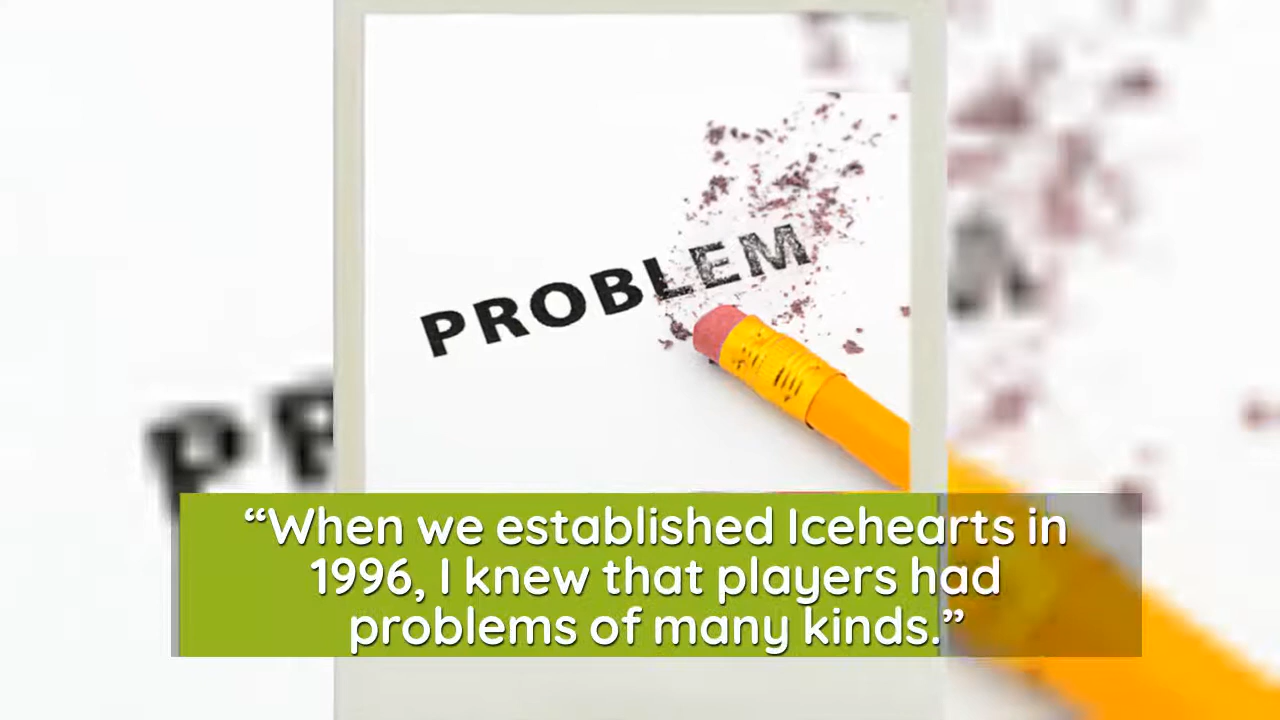 PROBLEM
“When we established Icehearts in
1996, I knew that players had
problems of many kinds.”